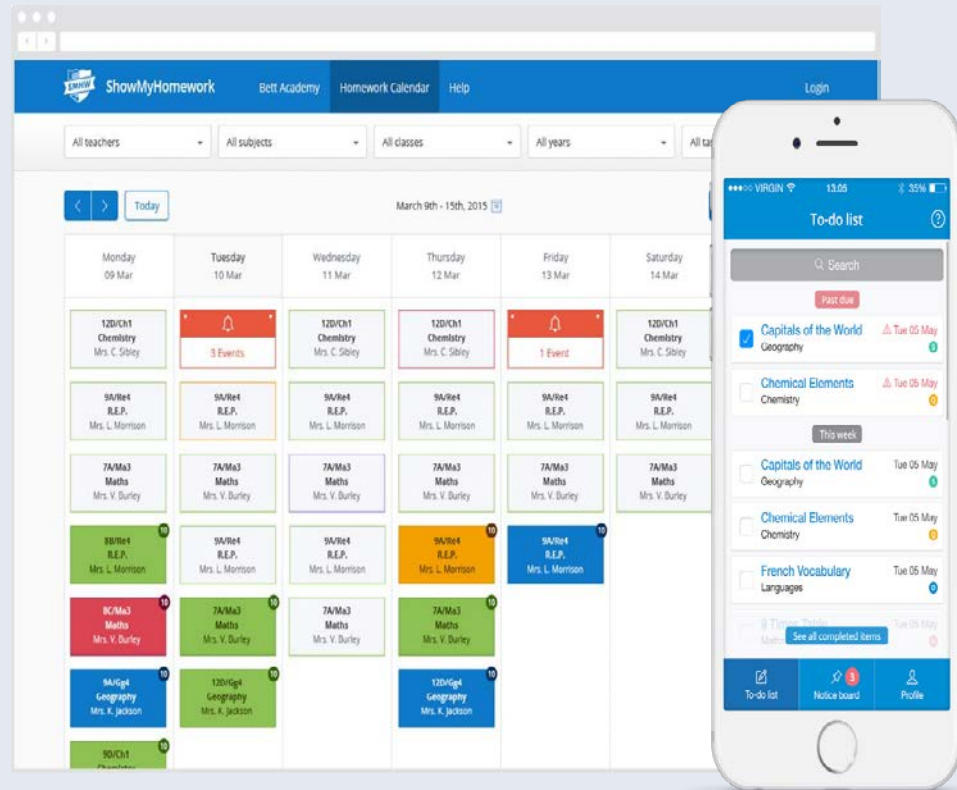 SMHW ShowMyHomework Bett Academy Homework Calendar Help Login
All teachers All subjects All classes All years All
Today March 9th - 15th, 2015
Monday Tuesday Wednesday Thursday Friday Saturday
09 Mar 10 Mar 11 Mar 12 Mar 13 Mar 14 Mar
12D/Ch1
Chemistry
Mrs. C. Sibley
3 Events
12D/Ch1
Chemistry
Mrs. C. Sibley
12D/Ch1
Chemistry
Mrs. C. Sibley
1 Event
12D/Ch1
Chemistry
Mrs. C. Sibley
9A/Re4
R.E.P.
Mrs. L. Morrison
9A/Re4
R.E.P.
Mrs. L. Morrison
9A/Re4
R.E.P.
Mrs. L. Morrison
9A/Re4
R.E.P.
Mrs. L. Morrison
9A/Re4
R.E.P.
Mrs. L. Morrison
9A/Re4
R.E.P.
Mrs. L. Morrison
7A/Ma3
Maths
Mrs. V. Burley
7A/Ma3
Maths
Mrs. V. Burley
7A/Ma3
Maths
Mrs. V. Burley
7A/Ma3
Maths
Mrs. V. Burley
7A/Ma3
Maths
Mrs. V. Burley
7A/Ma3
Maths
Mrs. V. Burley
10
8B/Re4
R.E.P.
Mrs. L. Morrison
9A/Re4
R.E.P.
Mrs. L. Morrison
9A/Re4
R.E.P.
Mrs. L. Morrison
10
9A/Re4
R.E.P.
Mrs. L. Morrison
10
9A/Re4
R.E.P.
Mrs. L. Morrison
10
8C/Ma3
Maths
Mrs. V. Burley
10
7A/Ma3
Maths
Mrs. V. Burley
7A/Ma3
Maths
Mrs. V. Burley
10
7A/Ma3
Maths
Mrs. V. Burley
10
9A/Gg4
Geography
Mrs. K. Jackson
12D/Gg4
Geography
Mrs. K. Jackson
10
12D/Gg4
Geography
Mrs. K. Jackson
10
9D/Ch1
Chemistry
VIRGIN 13:05 35%
To-do list ?
Search
Past due
Capitals of the World Tue 05 May
Geography
Chemical Elements Tue 05 May
Chemistry
This week
Capitals of the World Tue 05 May
Geography
Chemical Elements Tue 05 May
Chemistry
French Vocabulary Tue 05 May
Languages
Times Table Tue 05 May
See all completed items
3
To-do list Notice board Profile